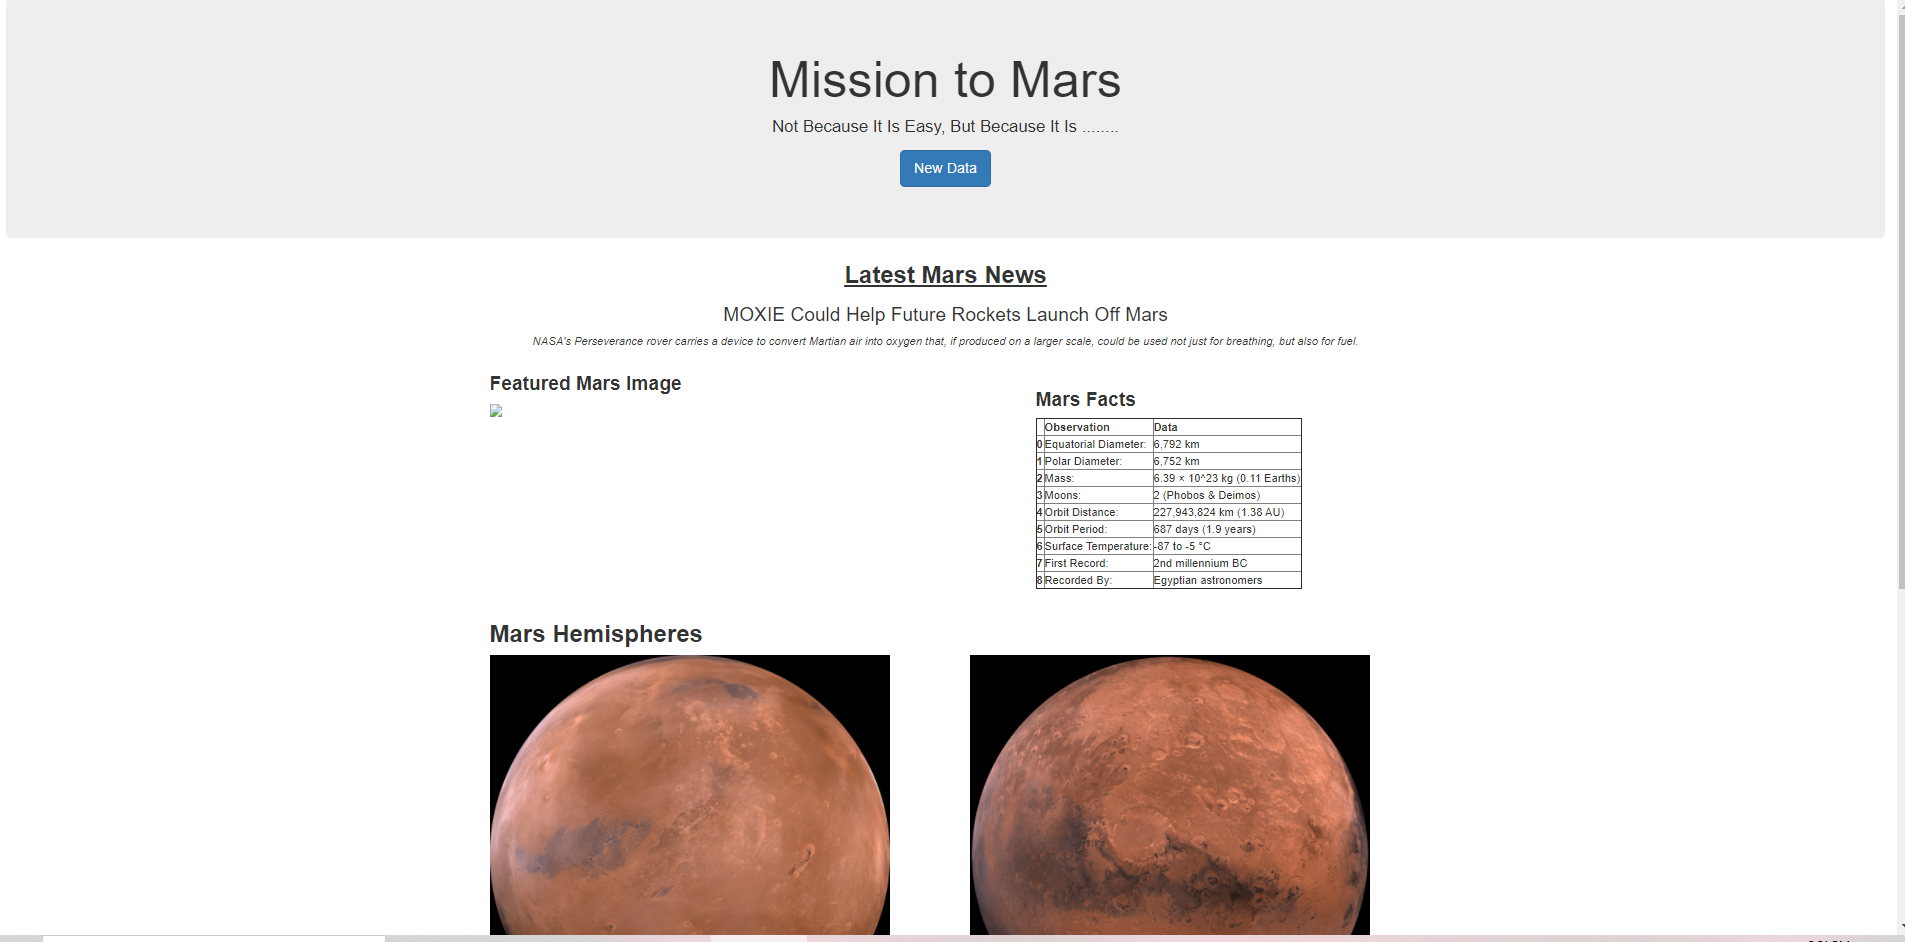 Mission to Mars
Not Because It Is Easy, But Because It Is ........
New Data
Latest Mars News
MOXIE Could Help Future Rockets Launch Off Mars
NASA's Perseverance rover carries a device to convert Martian air into oxygen that, if produced on a larger scale, could be used not just for breathing, but also for fuel.
Featured Mars Image
Mars Facts
Observation Data
0 Equatorial Diameter: 6,792 km
1 Polar Diameter: 6,752 km
2 Mass: 6.39 × 10^23 kg (0.11 Earths)
3 Moons: 2 (Phobos & Deimos)
4 Orbit Distance: 227,943,824 km (1.38 AU)
5 Orbit Period: 687 days (1.9 years)
6 Surface Temperature: -87 to -5 °C
7 First Record: 2nd millennium BC
8 Recorded By: Egyptian astronomers
Mars Hemispheres